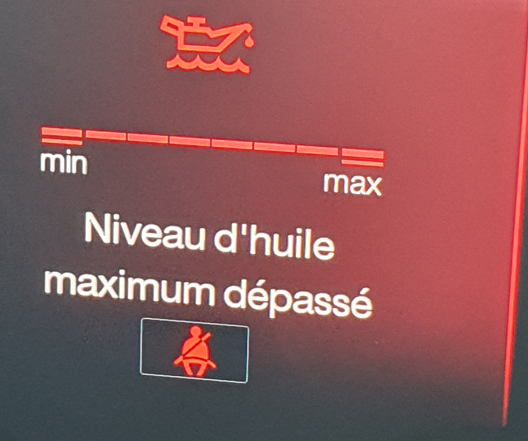 min
max
Niveau d'huile
maximum dépassé